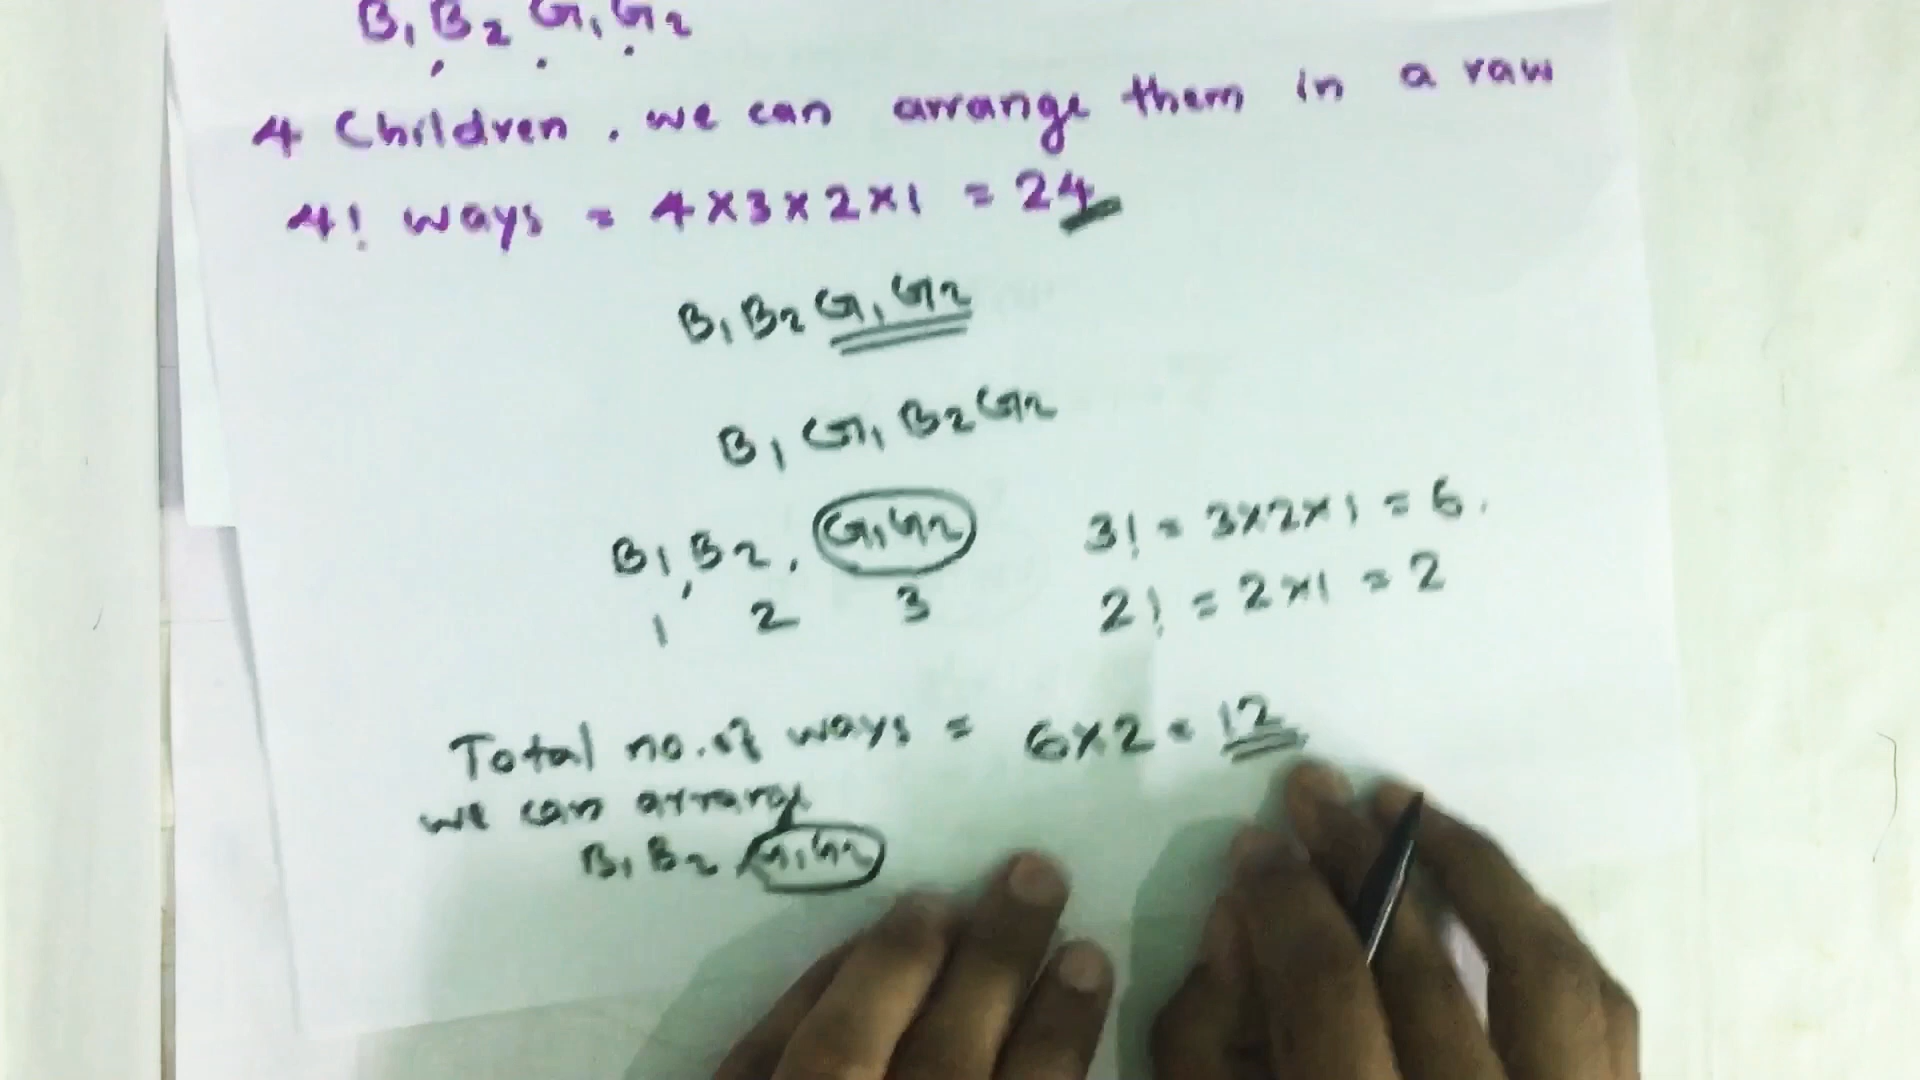 B1 B2 G1 G2
4 Children. we can arrange them in a raw
4! ways = 4×3×2×1 = 24
B1 B2 G1 G2
B1 G1 B2 G2
B1, B2, G1G2 3! = 3×2×1 = 6.
1 2 3 2! = 2×1 = 2
Total no. of ways = 6×2 = 12
we can arrange
B1 B2 G1G2